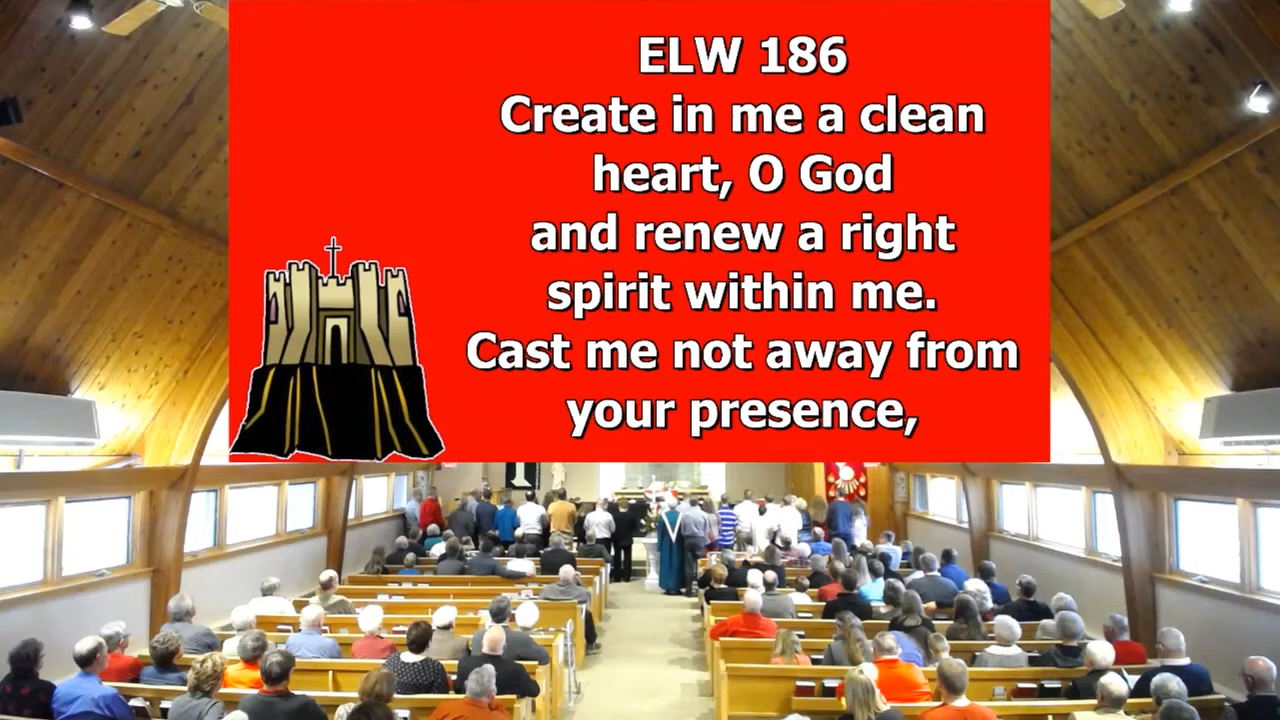 ELW 186
Create in me a clean
heart, O God
and renew a right
spirit within me.
Cast me not away from
your presence,